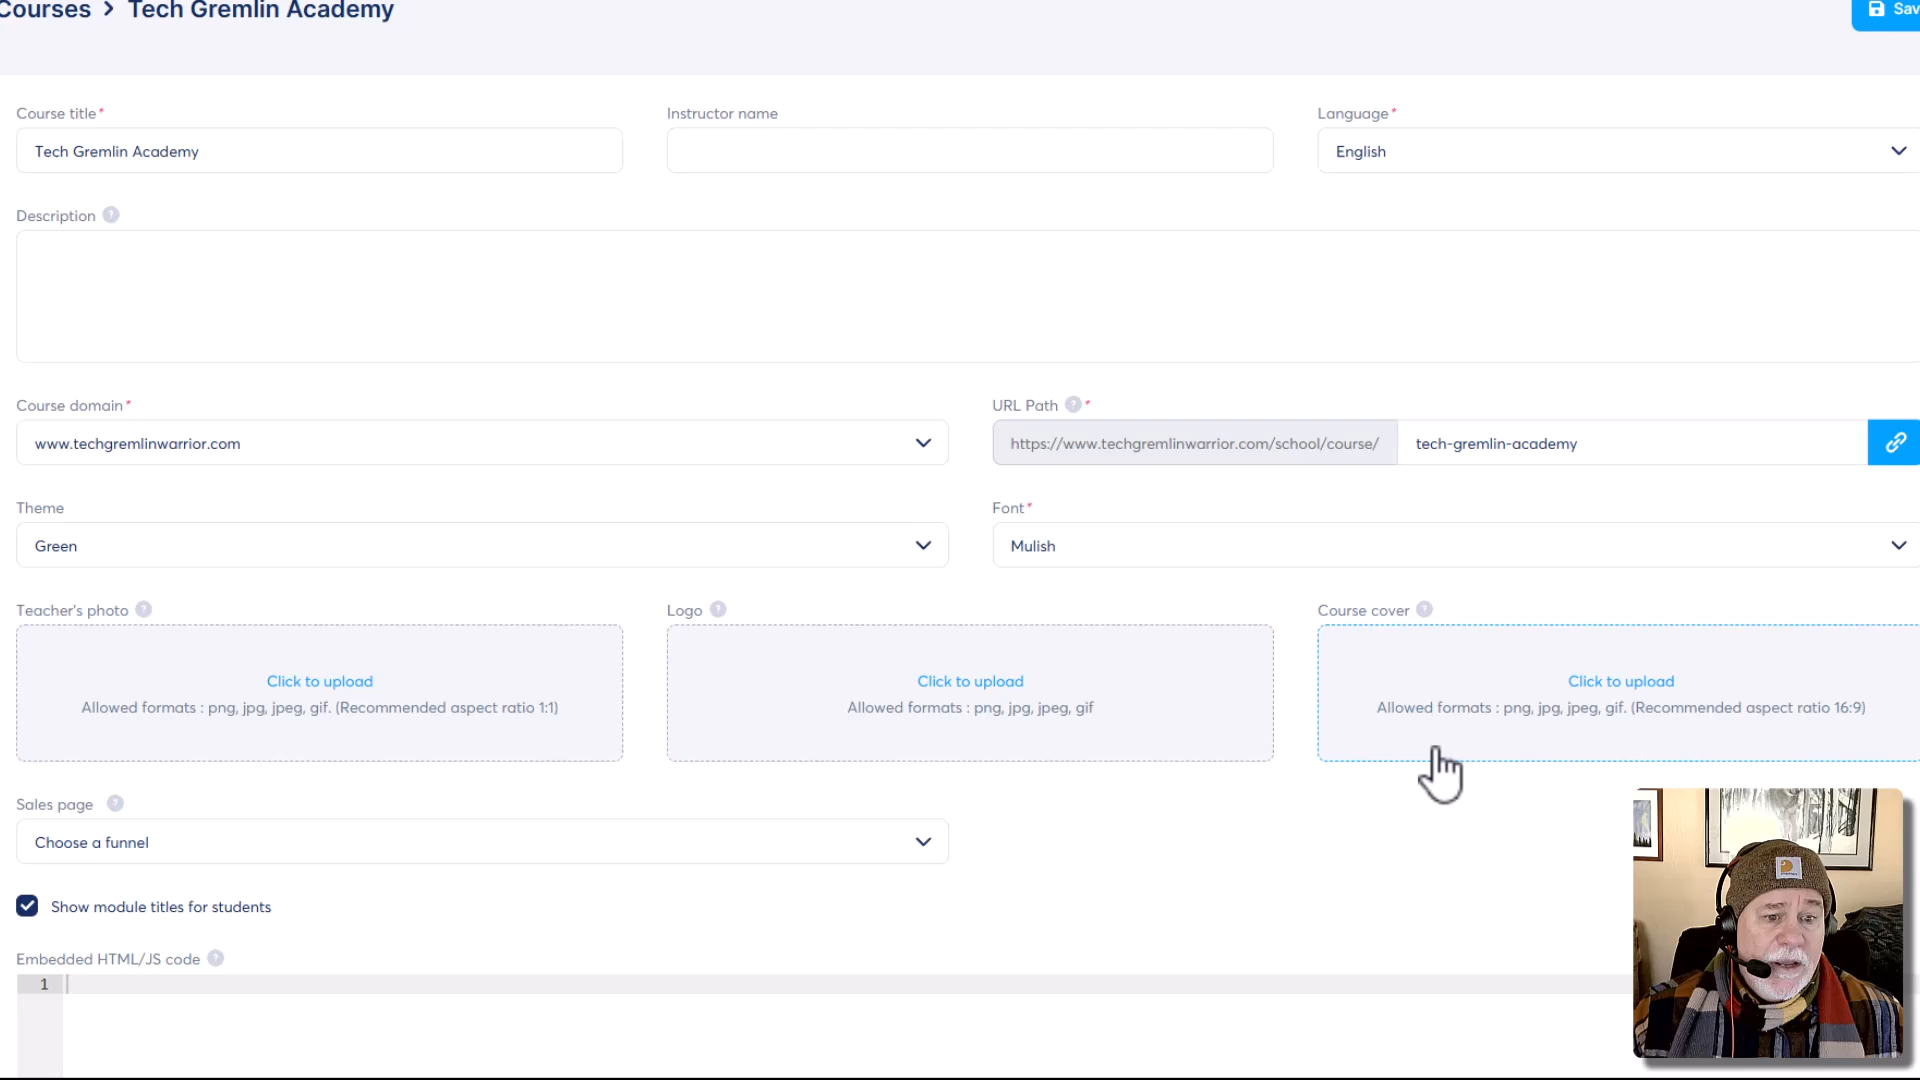 Courses > Tech Gremlin Academy
Sav
Course title*
Instructor name
Language*
Tech Gremlin Academy
English
Description ?
Course domain*
URL Path ? *
www.techgremlinwarrior.com
https://www.techgremlinwarrior.com/school/course/
tech-gremlin-academy
Theme
Font*
Green
Mulish
Teacher's photo ?
Logo ?
Course cover ?
Click to upload
Allowed formats : png, jpg, jpeg, gif. (Recommended aspect ratio 1:1)
Click to upload
Allowed formats : png, jpg, jpeg, gif
Click to upload
Allowed formats : png, jpg, jpeg, gif. (Recommended aspect ratio 16:9)
Sales page ?
Choose a funnel
Show module titles for students
Embedded HTML/JS code ?
1